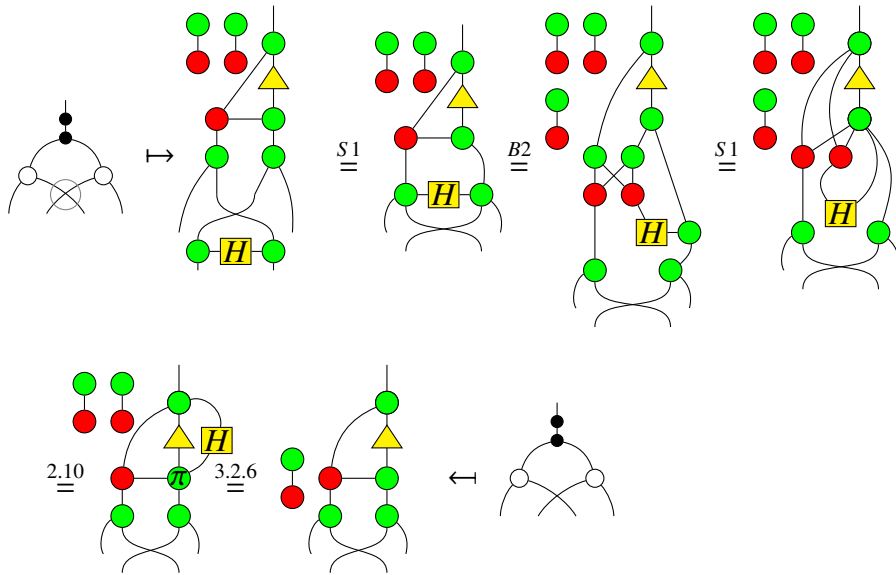 ↦ H S1 = H B2 = H S1 = H
2.10 = π H 3.2.6 = ↤